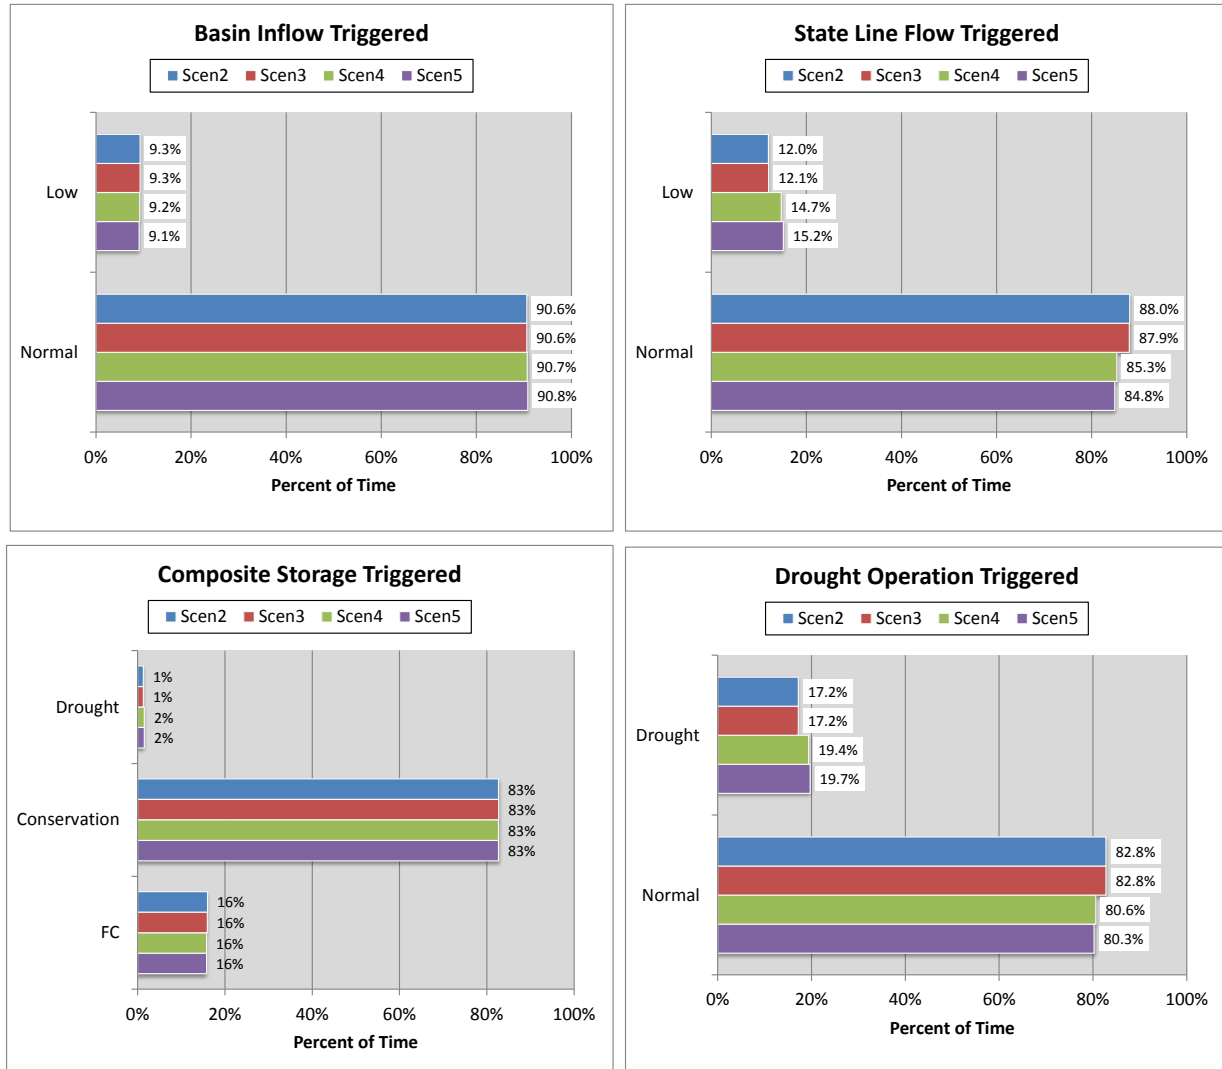 Basin Inflow Triggered
Scen2 Scen3 Scen4 Scen5
Low
9.3%
9.3%
9.2%
9.1%
Normal
90.6%
90.6%
90.7%
90.8%
0% 20% 40% 60% 80% 100%
Percent of Time
State Line Flow Triggered
Scen2 Scen3 Scen4 Scen5
Low
12.0%
12.1%
14.7%
15.2%
Normal
88.0%
87.9%
85.3%
84.8%
0% 20% 40% 60% 80% 100%
Percent of Time
Composite Storage Triggered
Scen2 Scen3 Scen4 Scen5
Drought
1%
1%
2%
2%
Conservation
83%
83%
83%
83%
FC
16%
16%
16%
16%
0% 20% 40% 60% 80% 100%
Percent of Time
Drought Operation Triggered
Scen2 Scen3 Scen4 Scen5
Drought
17.2%
17.2%
19.4%
19.7%
Normal
82.8%
82.8%
80.6%
80.3%
0% 20% 40% 60% 80% 100%
Percent of Time